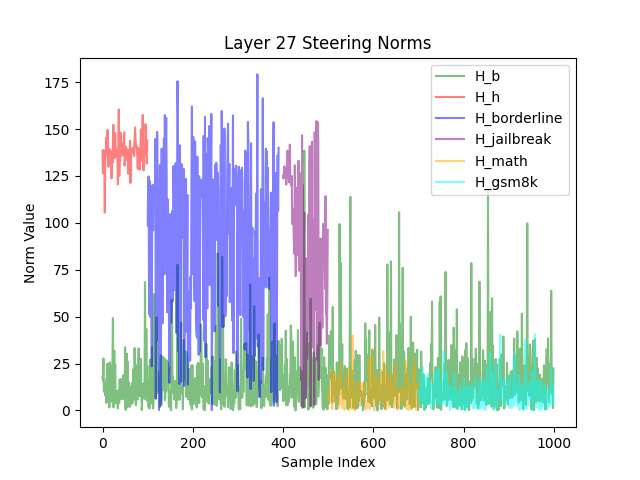 Layer 27 Steering Norms
Norm Value
175
150
125
100
75
50
25
0
H_b
H_h
H_borderline
H_jailbreak
H_math
H_gsm8k
0
200
400
600
800
1000
Sample Index